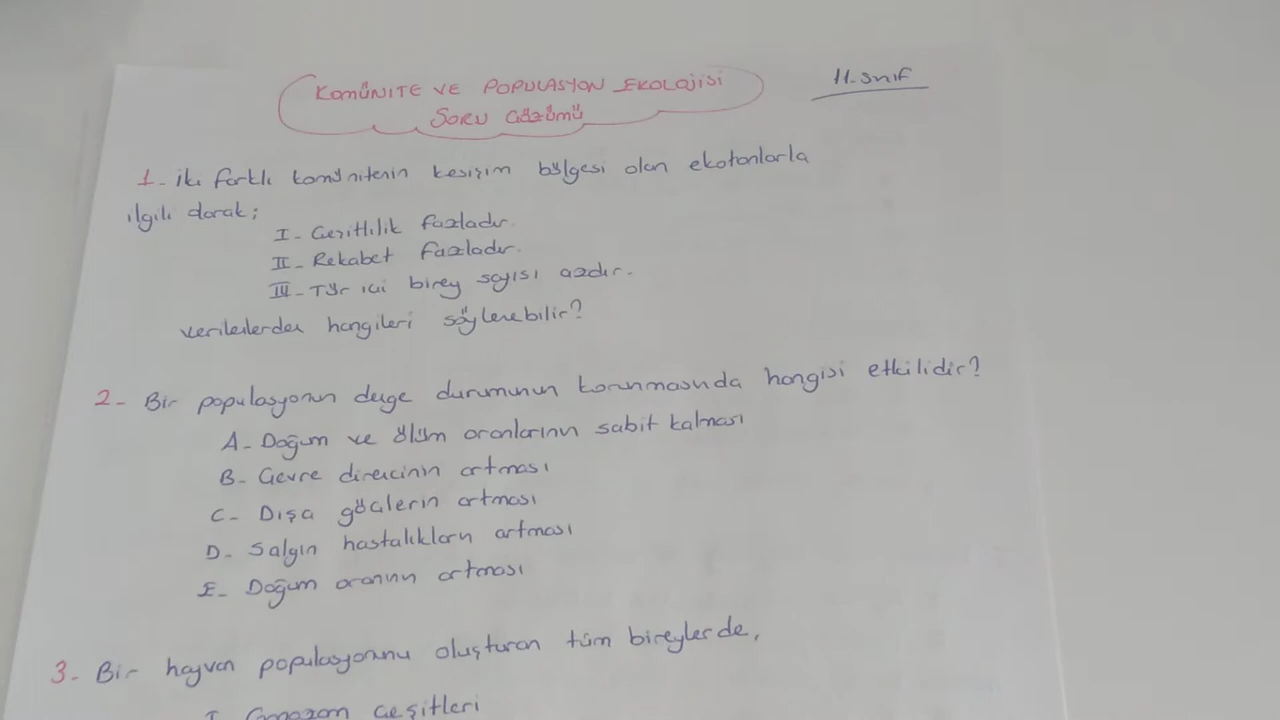 KOMÜNİTE VE POPULASYON EKOLOJİSİ
SORU ÇÖZÜMÜ
11. sınıf
1- İki farklı komünitenin kesişim bölgesi olan ekotonlarla
ilgili olarak;
I- Çeşitlilik fazladır.
II- Rekabet fazladır.
III- Tür içi birey sayısı azdır.
verilenlerden hangileri söylenebilir?
2- Bir populasyonun denge durumunun korunmasında hangisi etkilidir?
A- Doğum ve ölüm oranlarının sabit kalması
B- Çevre direncinin artması
C- Dışa göçlerin artması
D- Salgın hastalıkların artması
E- Doğum oranının artması
3- Bir hayvan populasyonunu oluşturan tüm bireylerde,
I çeşitleri